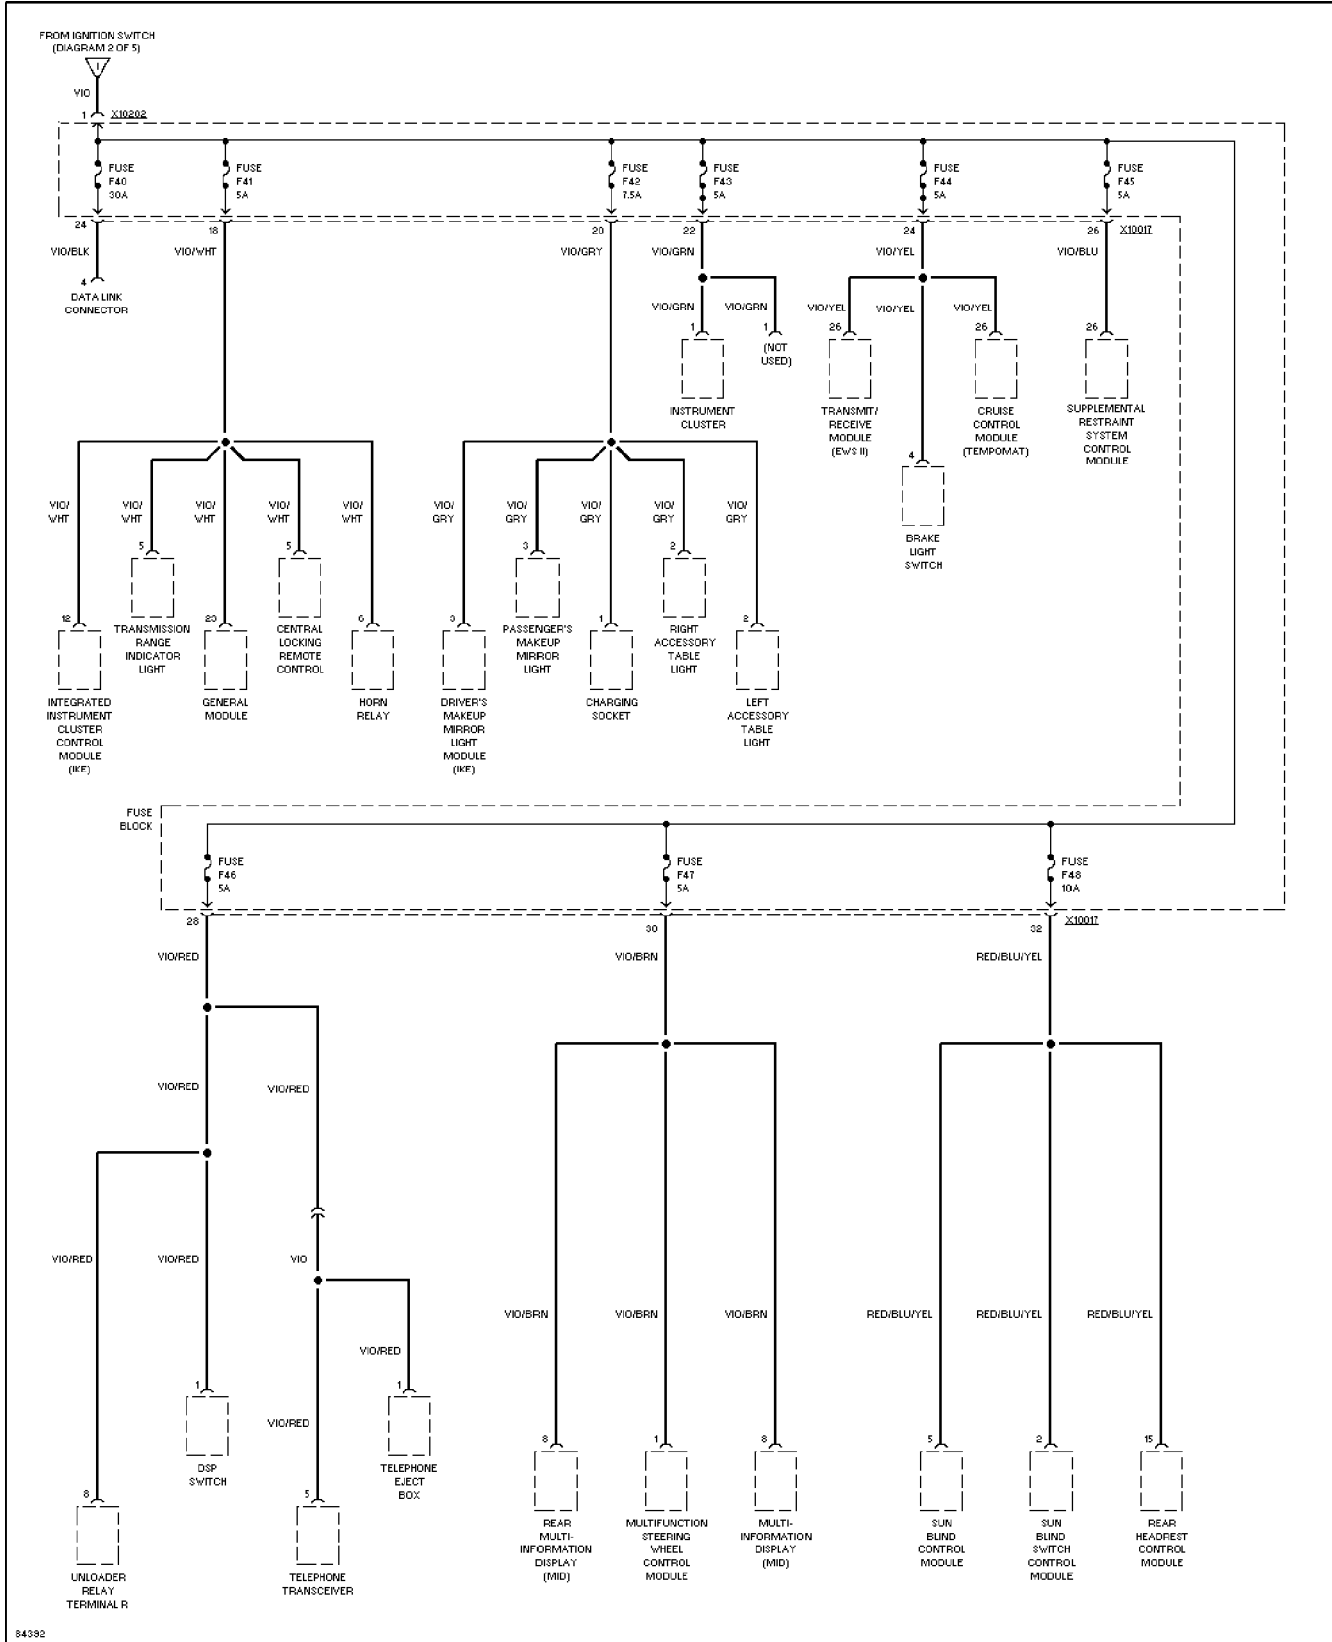 FROM IGNITION SWITCH
(DIAGRAM 2 OF 5)
1
VIO
1 X10202
FUSE
F40
30A
FUSE
F41
5A
FUSE
F42
7.5A
FUSE
F43
5A
FUSE
F44
5A
FUSE
F45
5A
24 18 20 22 24 26 X10017
VIO/BLK VIO/WHT VIO/GRY VIO/GRN VIO/YEL VIO/BLU
4
DATA LINK
CONNECTOR
VIO/GRN VIO/GRN VIO/YEL VIO/YEL VIO/YEL
1 1 26 26 26
(NOT
USED)
INSTRUMENT
CLUSTER
TRANSMIT/
RECEIVE
MODULE
(EWS II)
CRUISE
CONTROL
MODULE
(TEMPOMAT)
SUPPLEMENTAL
RESTRAINT
SYSTEM
CONTROL
MODULE
4
BRAKE
LIGHT
SWITCH
VIO/
WHT
VIO/
WHT
VIO/
WHT
VIO/
WHT
VIO/
WHT
VIO/
GRY
VIO/
GRY
VIO/
GRY
VIO/
GRY
VIO/
GRY
5 5 3 2
12 23 6 3 1 2
TRANSMISSION
RANGE
INDICATOR
LIGHT
CENTRAL
LOCKING
REMOTE
CONTROL
PASSENGER'S
MAKEUP
MIRROR
LIGHT
RIGHT
ACCESSORY
TABLE
LIGHT
INTEGRATED
INSTRUMENT
CLUSTER
CONTROL
MODULE
(IKE)
GENERAL
MODULE
HORN
RELAY
DRIVER'S
MAKEUP
MIRROR
LIGHT
MODULE
(IKE)
CHARGING
SOCKET
LEFT
ACCESSORY
TABLE
LIGHT
FUSE
BLOCK
FUSE
F46
5A
FUSE
F47
5A
FUSE
F48
10A
28 30 32 X10017
VIO/RED VIO/BRN RED/BLU/YEL
VIO/RED VIO/RED
VIO/RED VIO/RED VIO
VIO/BRN VIO/BRN VIO/BRN RED/BLU/YEL RED/BLU/YEL RED/BLU/YEL
VIO/RED
1 1
VIO/RED
8 1 8 5 2 15
DSP
SWITCH
TELEPHONE
EJECT
BOX
8 5
REAR
MULTI-
INFORMATION
DISPLAY
(MID)
MULTIFUNCTION
STEERING
WHEEL
CONTROL
MODULE
MULTI-
INFORMATION
DISPLAY
(MID)
SUN
BLIND
CONTROL
MODULE
SUN
BLIND
SWITCH
CONTROL
MODULE
REAR
HEADREST
CONTROL
MODULE
UNLOADER
RELAY
TERMINAL R
TELEPHONE
TRANSCEIVER
84392